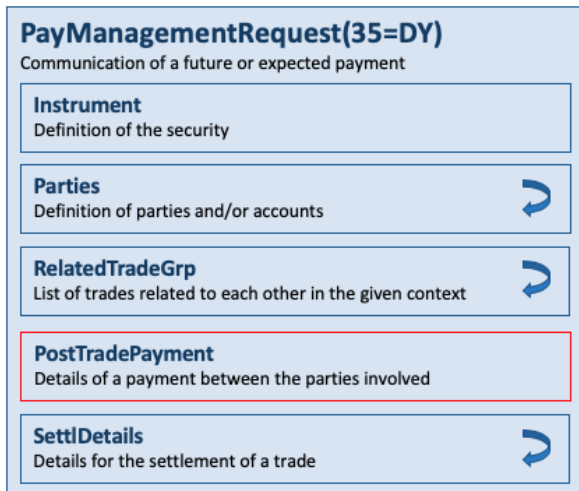 PayManagementRequest(35=DY)
Communication of a future or expected payment
Instrument
Definition of the security
Parties
Definition of parties and/or accounts
RelatedTradeGrp
List of trades related to each other in the given context
PostTradePayment
Details of a payment between the parties involved
SettlDetails
Details for the settlement of a trade